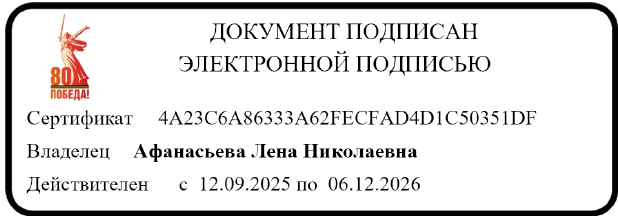 ДОКУМЕНТ ПОДПИСАН
ЭЛЕКТРОННОЙ ПОДПИСЬЮ
80
ПОБЕДА!
Сертификат 4A23C6A86333A62FECFAD4D1C50351DF
Владелец Афанасьева Лена Николаевна
Действителен с 12.09.2025 по 06.12.2026